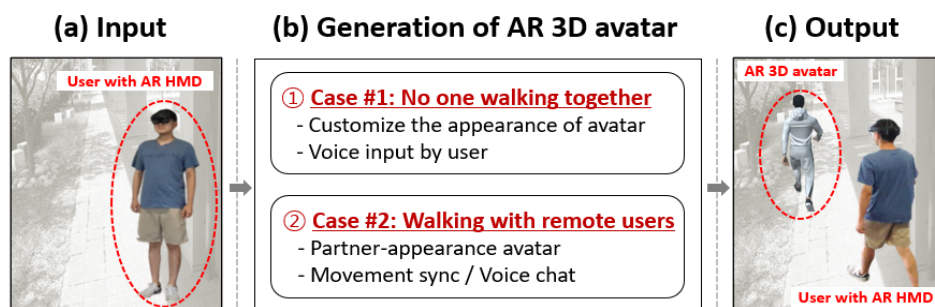 (a) Input
(b) Generation of AR 3D avatar
(c) Output
User with AR HMD
① Case #1: No one walking together
- Customize the appearance of avatar
- Voice input by user
② Case #2: Walking with remote users
- Partner-appearance avatar
- Movement sync / Voice chat
AR 3D avatar
User with AR HMD